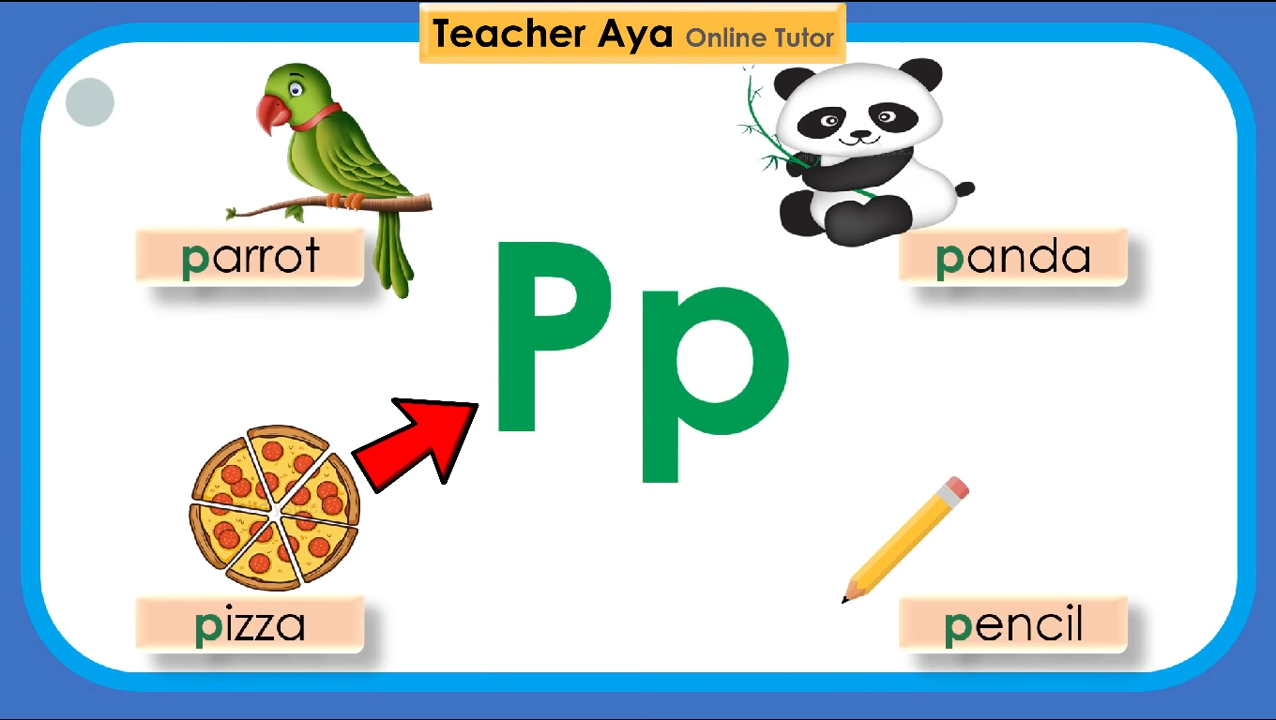 Teacher Aya Online Tutor
parrot
panda
Pp
pizza
pencil